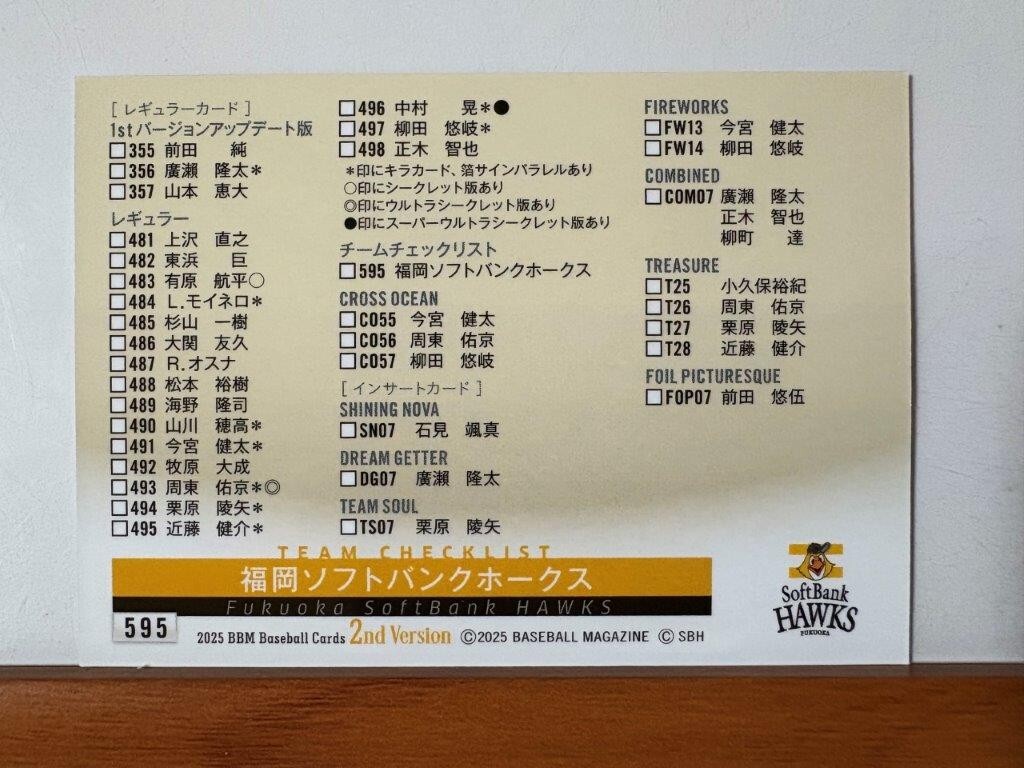 [ レギュラーカード ]
1stバージョンアップデート版
□355 前田 純
□356 廣瀨 隆太*
□357 山本 恵大
レギュラー
□481 上沢 直之
□482 東浜 巨
□483 有原 航平○
□484 L.モイネロ*
□485 杉山 一樹
□486 大関 友久
□487 R.オスナ
□488 松本 裕樹
□489 海野 隆司
□490 山川 穂高*
□491 今宮 健太*
□492 牧原 大成
□493 周東 佑京*◎
□494 栗原 陵矢*
□495 近藤 健介*
□496 中村 晃*●
□497 柳田 悠岐*
□498 正木 智也
*印にキラカード、箔サインパラレルあり
○印にシークレット版あり
◎印にウルトラシークレット版あり
●印にスーパーウルトラシークレット版あり
チームチェックリスト
□595 福岡ソフトバンクホークス
CROSS OCEAN
□CO55 今宮 健太
□CO56 周東 佑京
□CO57 柳田 悠岐
[ インサートカード ]
SHINING NOVA
□SN07 石見 颯真
DREAM GETTER
□DG07 廣瀨 隆太
TEAM SOUL
□TS07 栗原 陵矢
FIREWORKS
□FW13 今宮 健太
□FW14 柳田 悠岐
COMBINED
□COM07 廣瀨 隆太
正木 智也
柳町 達
TREASURE
□T25 小久保裕紀
□T26 周東 佑京
□T27 栗原 陵矢
□T28 近藤 健介
FOIL PICTURESQUE
□FOP07 前田 悠伍
TEAM CHECKLIST
福岡ソフトバンクホークス
Fukuoka SoftBank HAWKS
595
2025 BBM Baseball Cards 2nd Version ©2025 BASEBALL MAGAZINE © SBH
SoftBank
HAWKS
FUKUOKA